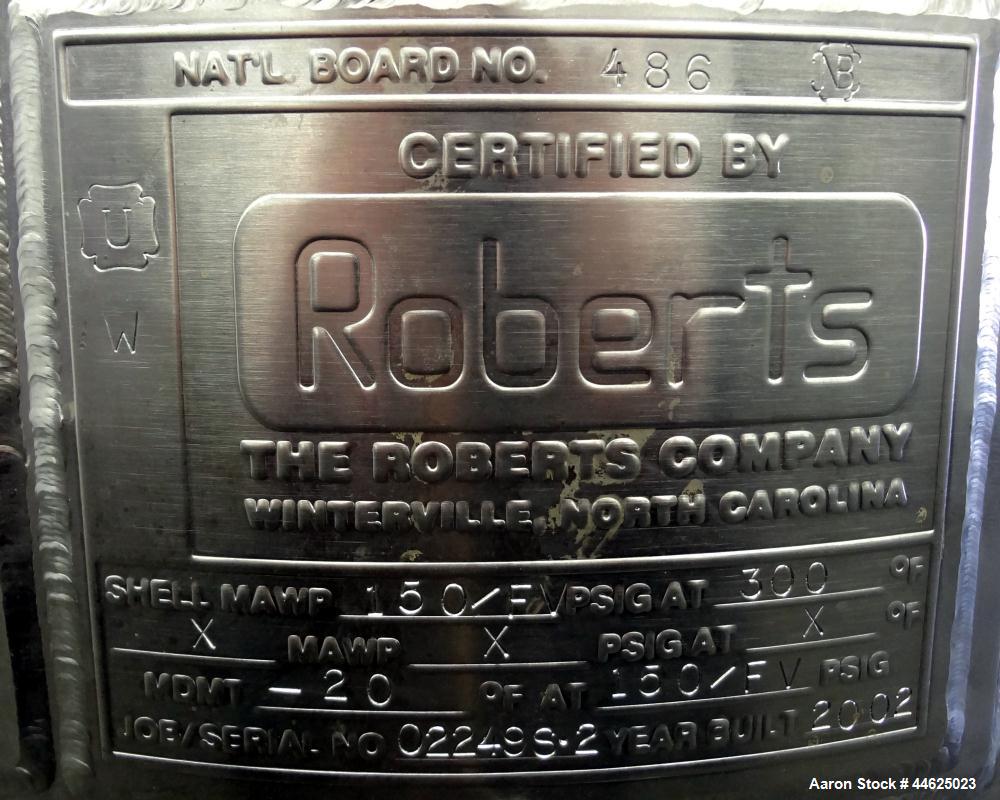 NAT'L BOARD NO. 486 NB
CERTIFIED BY
U
W
Roberts
THE ROBERTS COMPANY
WINTERVILLE, NORTH CAROLINA
SHELL MAWP 150/FV PSIG AT 300 °F
X MAWP X PSIG AT X °F
MDMT -20 °F AT 150/FV PSIG
JOB/SERIAL NO 02249S-2 YEAR BUILT 2002
Aaron Stock # 44625023